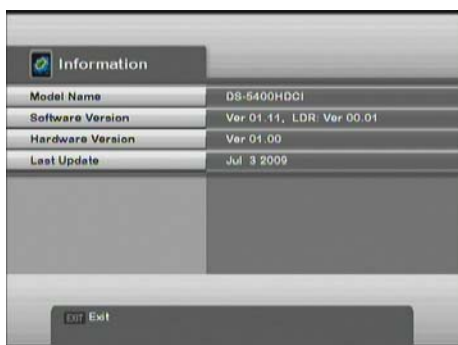 Information
Model Name DS-5400HDCI
Software Version Ver 01.11, LDR: Ver 00.01
Hardware Version Ver 01.00
Last Update Jul 3 2009
EXIT Exit